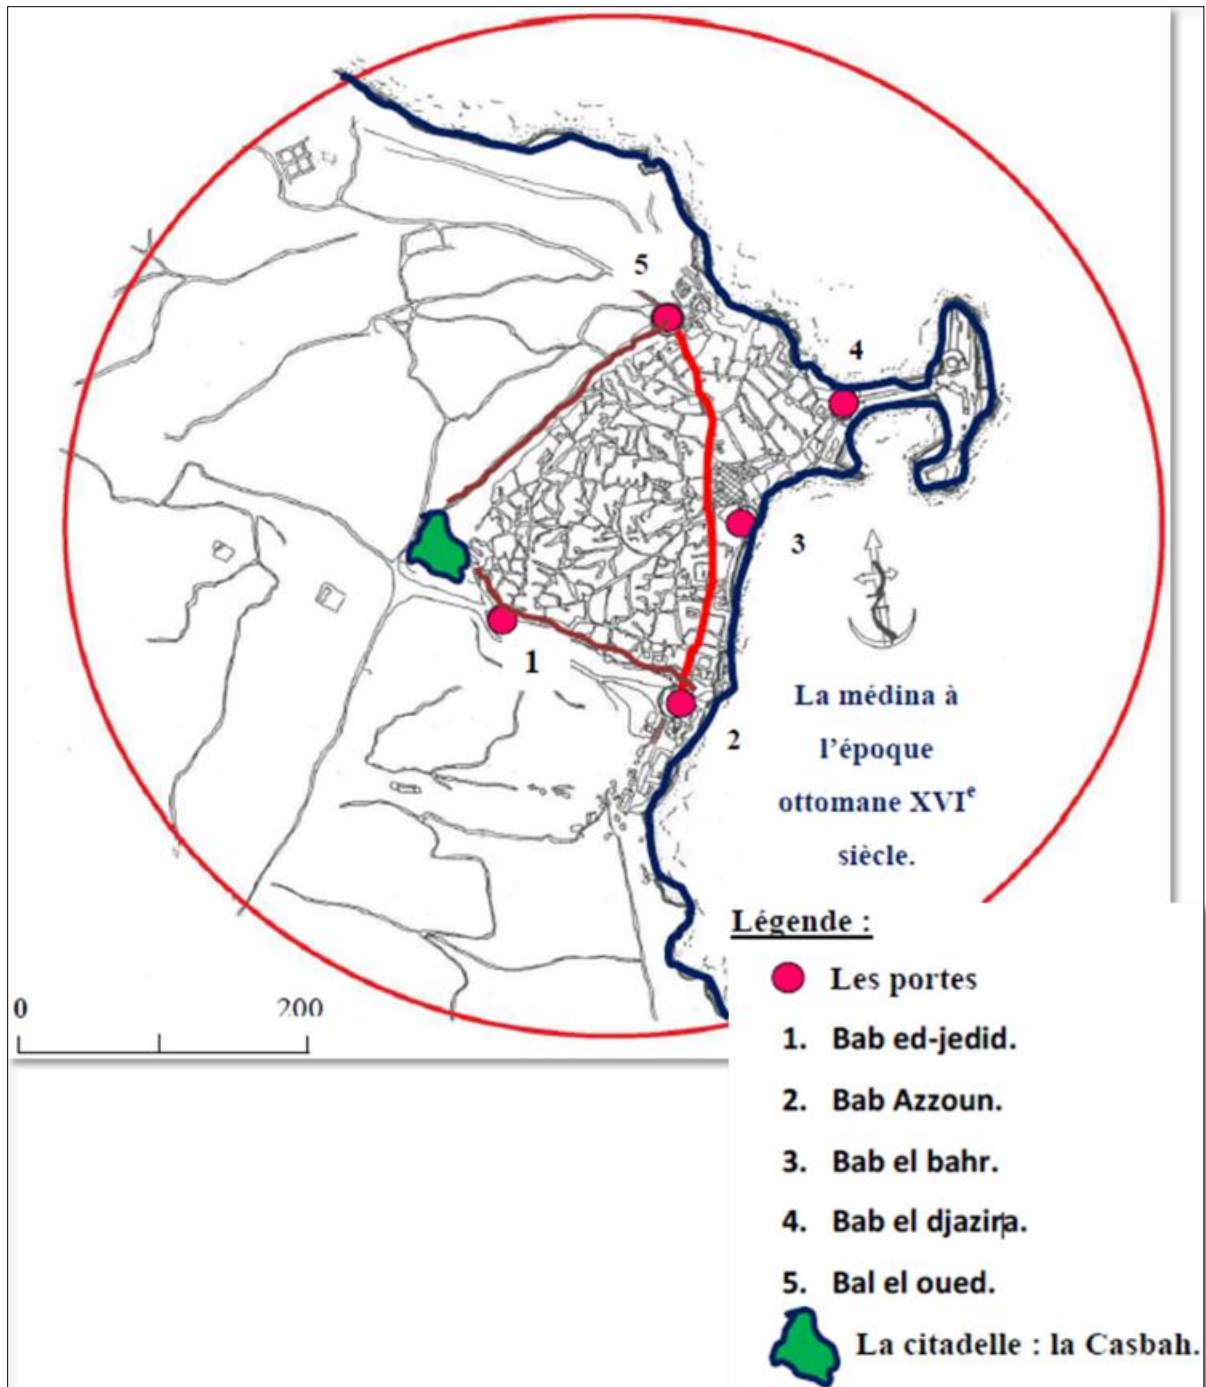 5
4
3
1
2
La médina à
l’époque
ottomane XVIe
siècle.
0 200
Légende :
Les portes
1. Bab ed-jedid.
2. Bab Azzoun.
3. Bab el bahr.
4. Bab el djazira.
5. Bal el oued.
La citadelle : la Casbah.